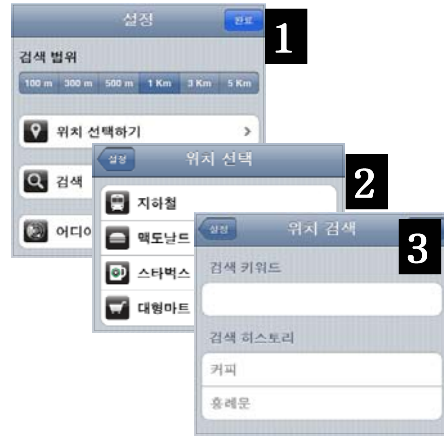 설정
완료
1
검색 범위
100 m 300 m 500 m 1 Km 3 Km 5 Km
위치 선택하기
검색
어디
설정
위치 선택
2
지하철
맥도날드
스타벅스
대형마트
설정
위치 검색
3
검색 키워드
검색 히스토리
커피
흥례문